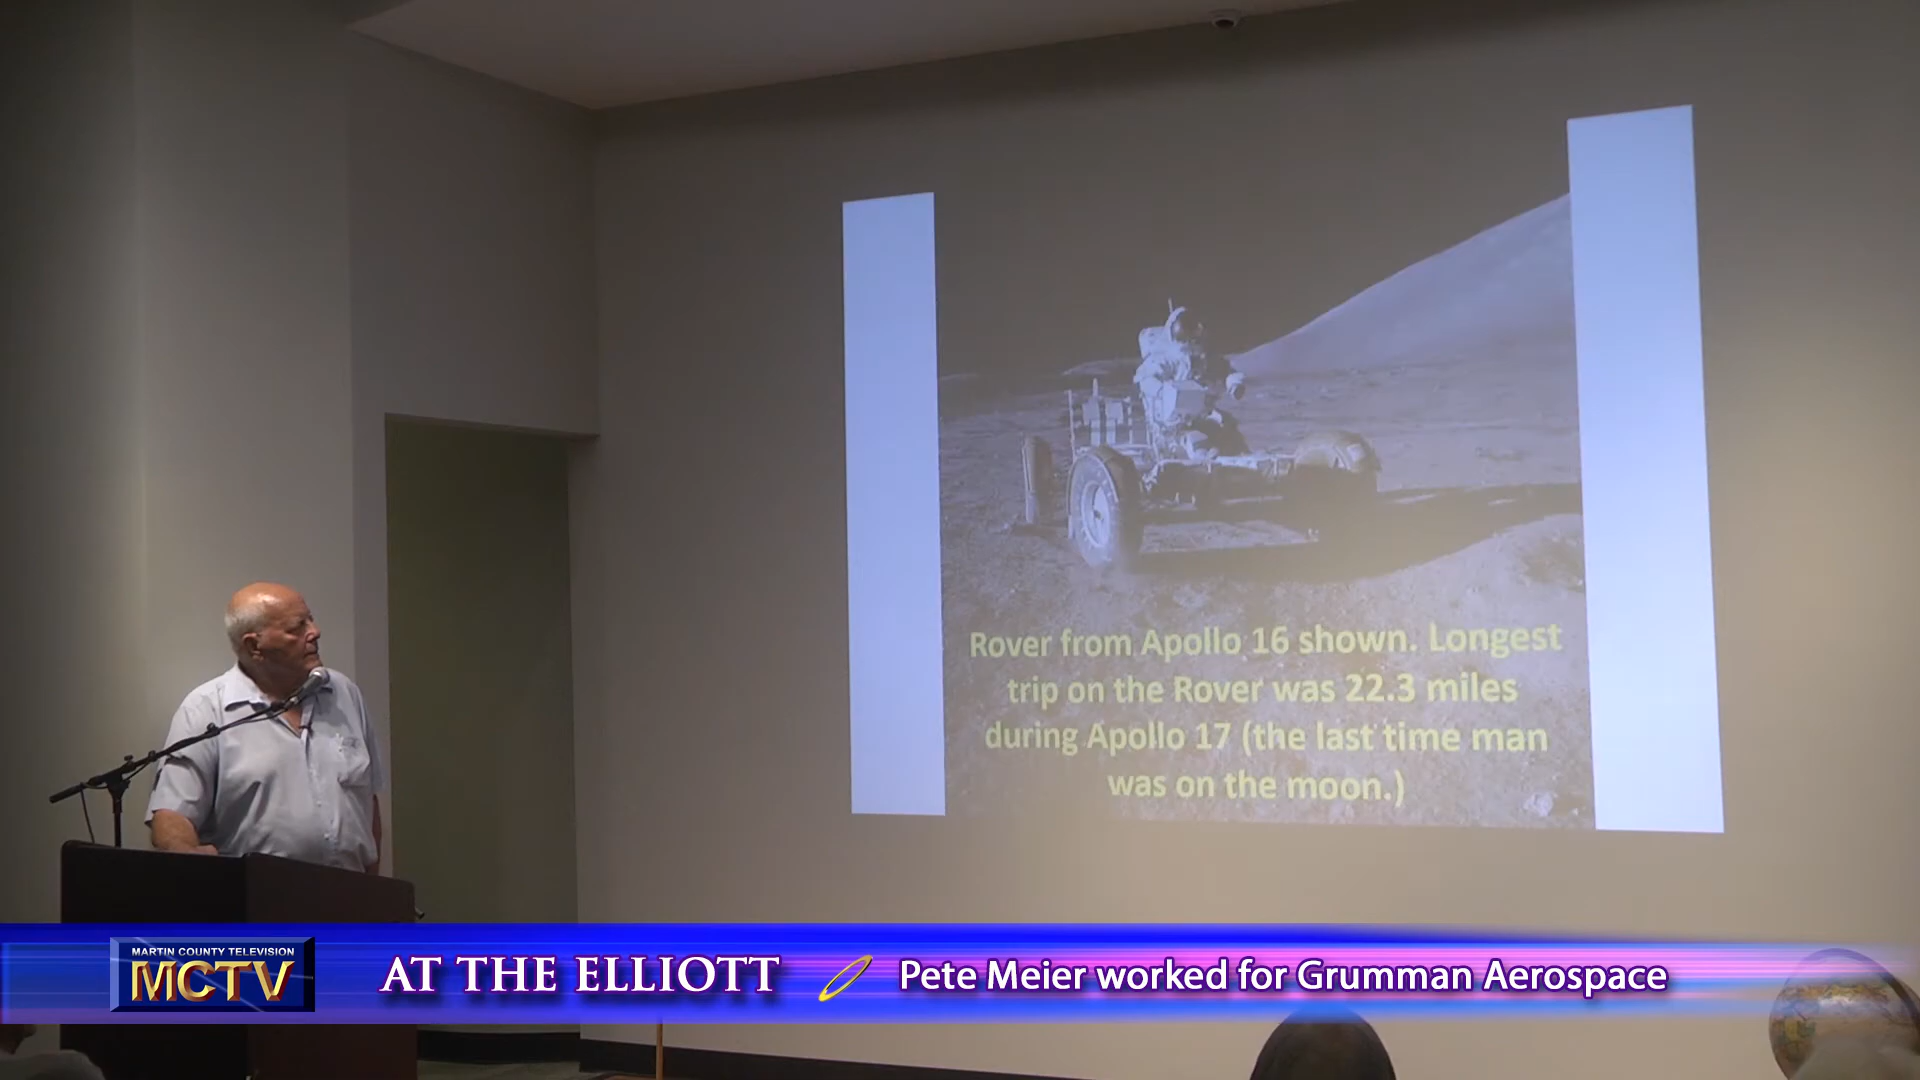 Rover from Apollo 16 shown. Longest
trip on the Rover was 22.3 miles
during Apollo 17 (the last time man
was on the moon.)
MARTIN COUNTY TELEVISION
MCTV
AT THE ELLIOTT
Pete Meier worked for Grumman Aerospace